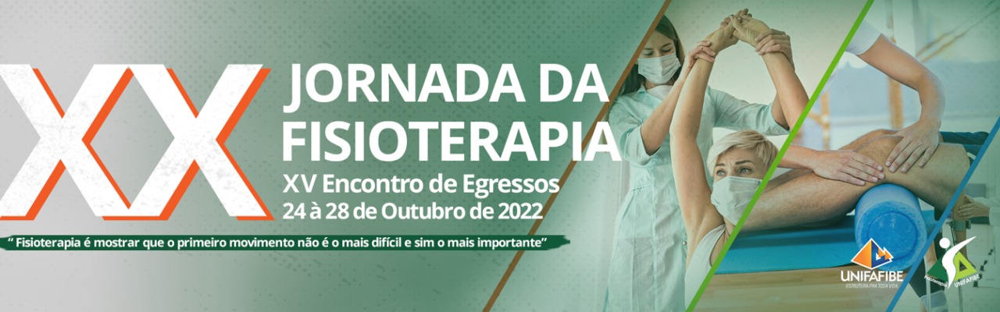 XX
JORNADA DA
FISIOTERAPIA
XV Encontro de Egressos
24 à 28 de Outubro de 2022
“ Fisioterapia é mostrar que o primeiro movimento não é o mais difícil e sim o mais importante”
UNIFAFIBE
ESTRUTURA PRA TODA VIDA.
Fisioterapia UNIFAFIBE